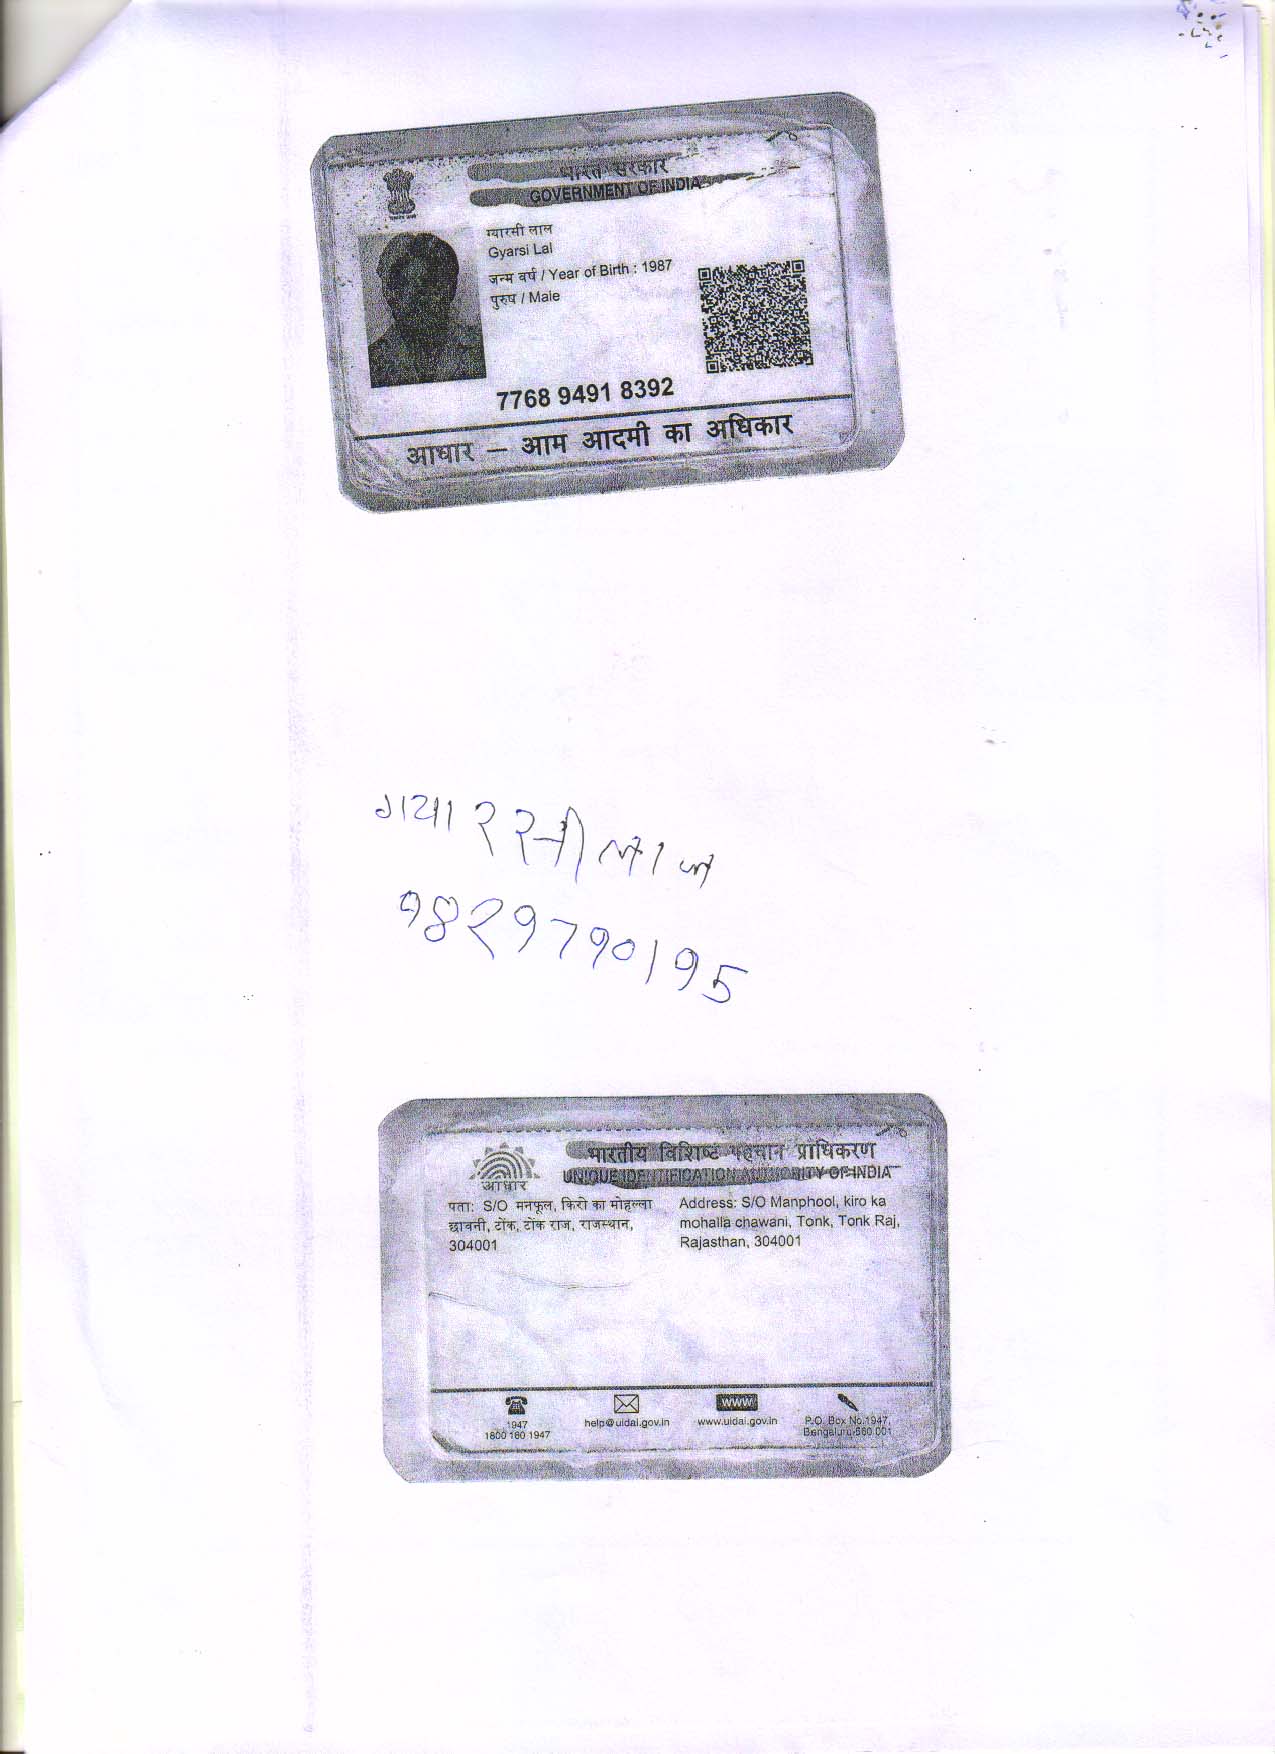 भारत सरकार
GOVERNMENT OF INDIA
ग्यारसी लाल
Gyarsi Lal
जन्म वर्ष / Year of Birth : 1987
पुरुष / Male
7768 9491 8392
आधार – आम आदमी का अधिकार
गयारसीलाल
9829790195
भारतीय विशिष्ट पहचान प्राधिकरण
UNIQUE IDENTIFICATION AUTHORITY OF INDIA
आधार
पता: S/O मनफूल, किरो का मोहल्ला
छावनी, टोंक, टोंक राज, राजस्थान,
304001
Address: S/O Manphool, kiro ka
mohalla chawani, Tonk, Tonk Raj,
Rajasthan, 304001
1947
1800 180 1947
help@uidai.gov.in
www
www.uidai.gov.in
P.O. Box No.1947,
Bengaluru-560 001